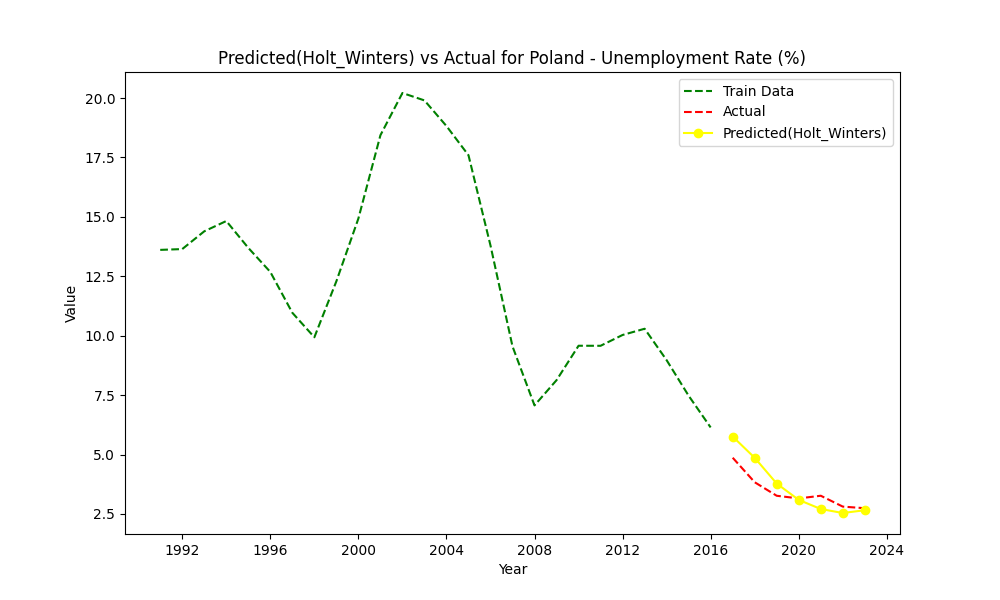 Predicted(Holt_Winters) vs Actual for Poland - Unemployment Rate (%)
Train Data
Actual
Predicted(Holt_Winters)
Value
20.0
17.5
15.0
12.5
10.0
7.5
5.0
2.5
1992 1996 2000 2004 2008 2012 2016 2020 2024
Year